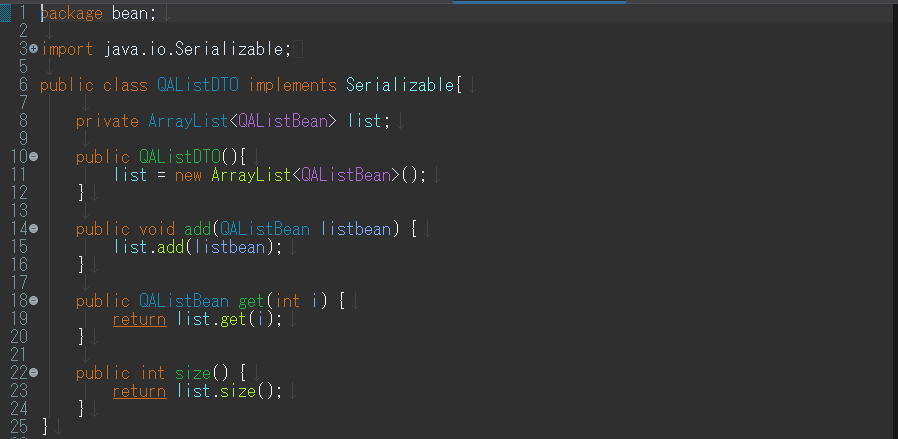 1 package bean;
2
3 import java.io.Serializable;
5
6 public class QAListDTO implements Serializable{
7
8 private ArrayList<QAListBean> list;
9
10 public QAListDTO(){
11 list = new ArrayList<QAListBean>();
12 }
13
14 public void add(QAListBean listbean) {
15 list.add(listbean);
16 }
17
18 public QAListBean get(int i) {
19 return list.get(i);
20 }
21
22 public int size() {
23 return list.size();
24 }
25 }